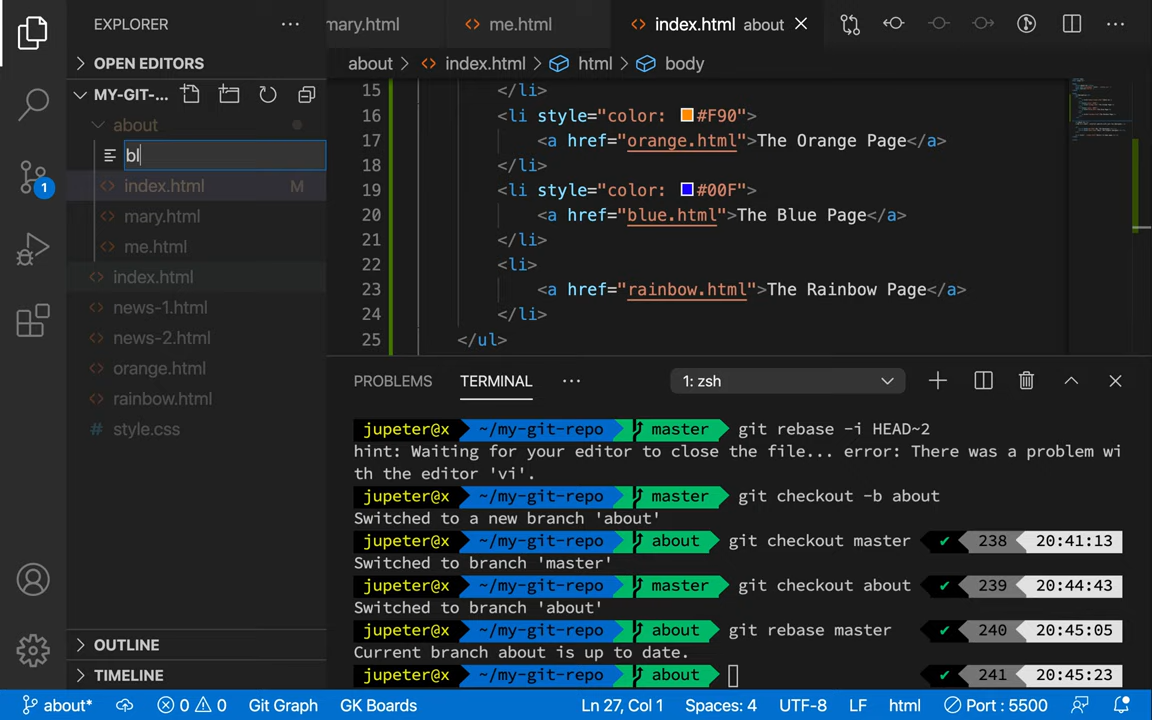 EXPLORER
mary.html
me.html
index.html about
OPEN EDITORS
about
index.html
html
body
MY-GIT-...
about
bl
index.html
M
mary.html
me.html
index.html
news-1.html
news-2.html
orange.html
rainbow.html
# style.css
1
OUTLINE
TIMELINE
15 </li>
16 <li style="color: #F90">
17 <a href="orange.html">The Orange Page</a>
18 </li>
19 <li style="color: #00F">
20 <a href="blue.html">The Blue Page</a>
21 </li>
22 <li>
23 <a href="rainbow.html">The Rainbow Page</a>
24 </li>
25 </ul>
PROBLEMS TERMINAL ... 1: zsh
jupeter@x ~/my-git-repo master git rebase -i HEAD~2
hint: Waiting for your editor to close the file... error: There was a problem wi
th the editor 'vi'.
jupeter@x ~/my-git-repo master git checkout -b about
Switched to a new branch 'about'
jupeter@x ~/my-git-repo about git checkout master ✔ 238 20:41:13
Switched to branch 'master'
jupeter@x ~/my-git-repo master git checkout about ✔ 239 20:44:43
Switched to branch 'about'
jupeter@x ~/my-git-repo about git rebase master ✔ 240 20:45:05
Current branch about is up to date.
jupeter@x ~/my-git-repo about ✔ 241 20:45:23
about* 0 0 Git Graph GK Boards Ln 27, Col 1 Spaces: 4 UTF-8 LF html Port : 5500